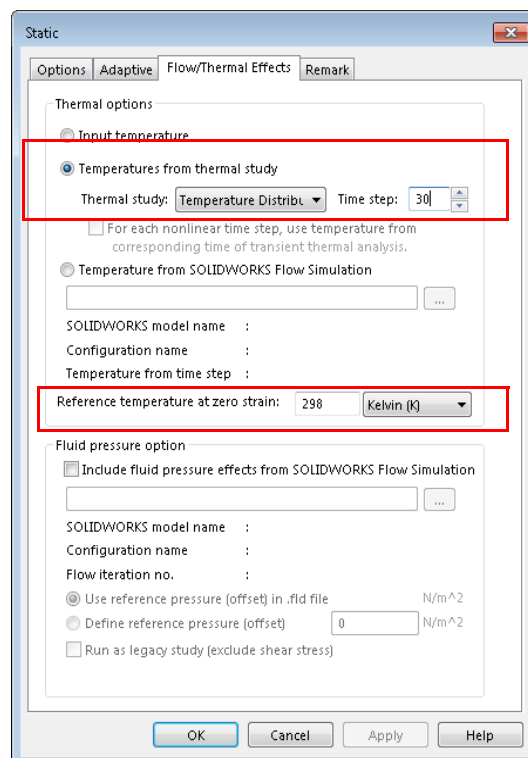 Static
Options Adaptive Flow/Thermal Effects Remark
Thermal options
Input temperature
Temperatures from thermal study
Thermal study: Temperature Distribu Time step: 30
For each nonlinear time step, use temperature from
corresponding time of transient thermal analysis.
Temperature from SOLIDWORKS Flow Simulation
...
SOLIDWORKS model name :
Configuration name :
Temperature from time step :
Reference temperature at zero strain: 298 Kelvin (K)
Fluid pressure option
Include fluid pressure effects from SOLIDWORKS Flow Simulation
...
SOLIDWORKS model name :
Configuration name :
Flow iteration no. :
Use reference pressure (offset) in .fld file N/m^2
Define reference pressure (offset) 0 N/m^2
Run as legacy study (exclude shear stress)
OK Cancel Apply Help